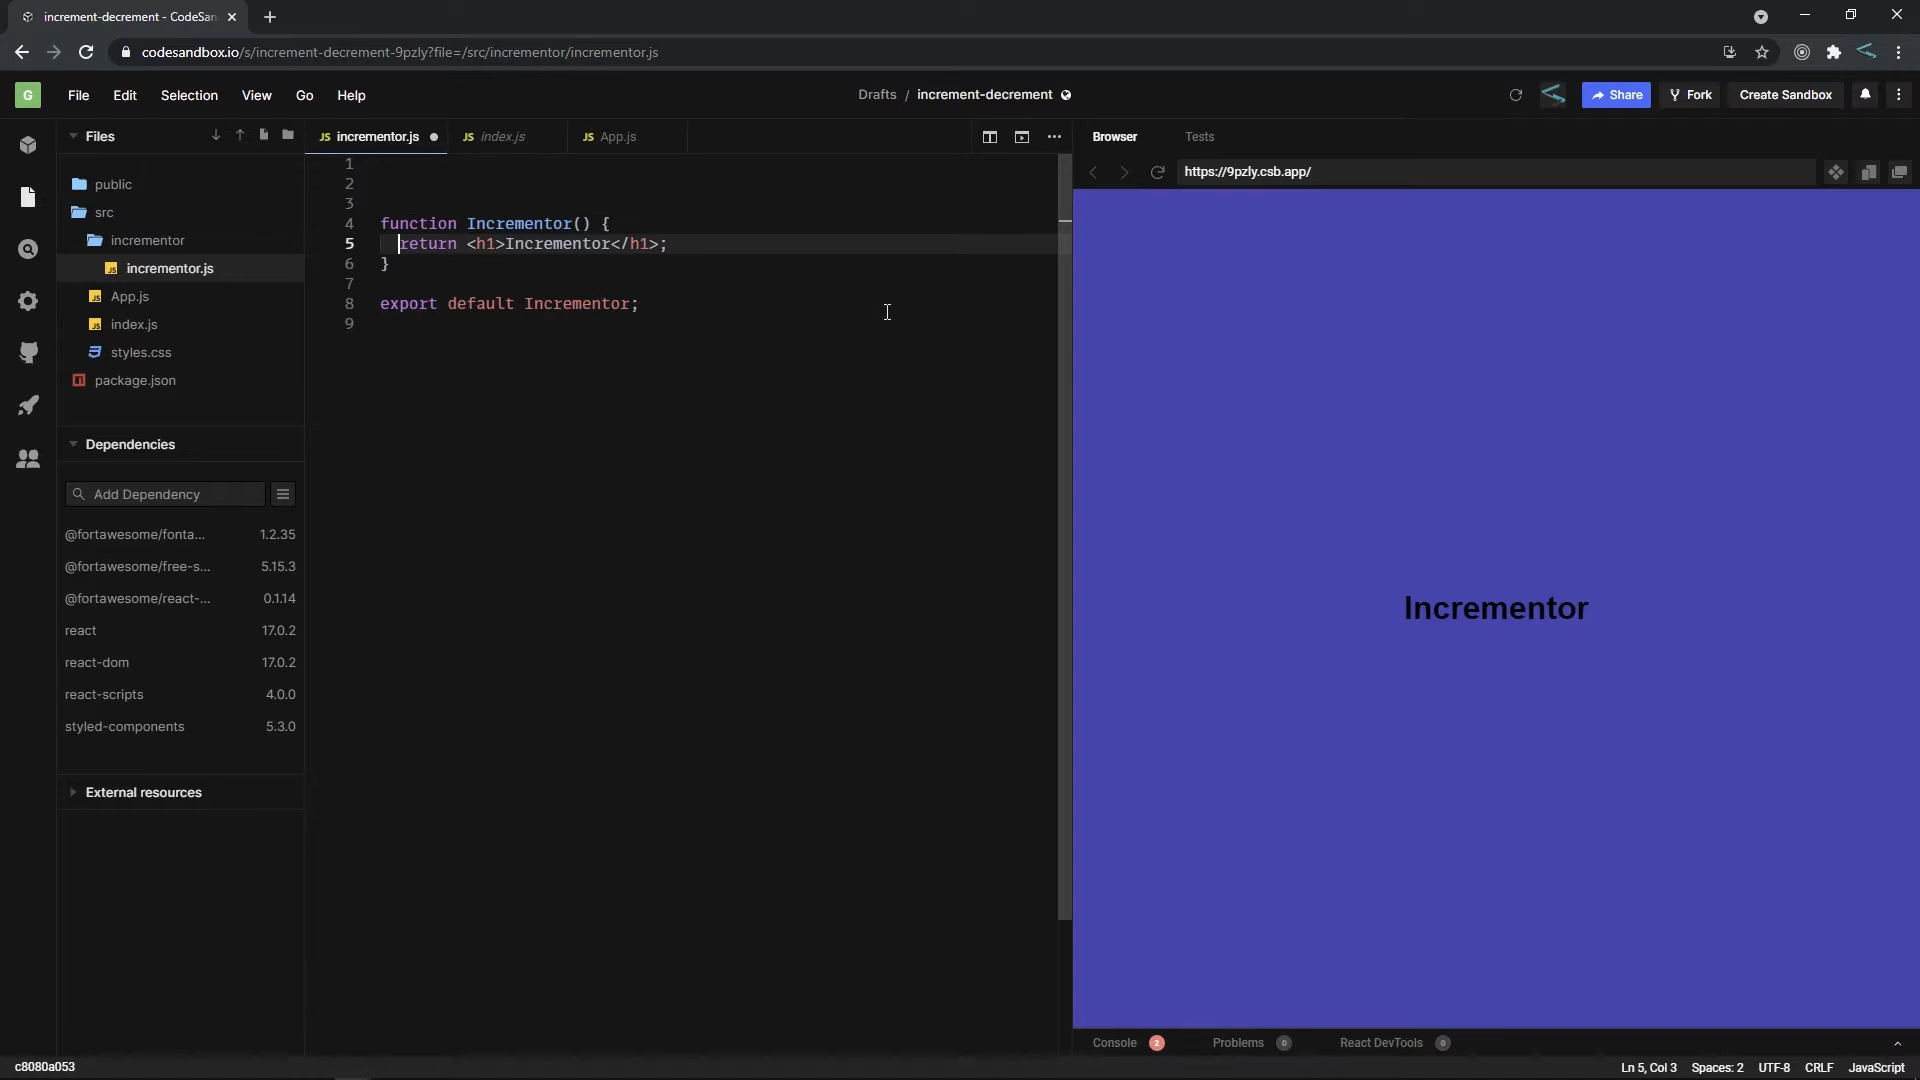 increment-decrement - CodeSan
codesandbox.io/s/increment-decrement-9pzly?file=/src/incrementor/incrementor.js
G File Edit Selection View Go Help
Drafts / increment-decrement
Share Fork Create Sandbox
Files
public
src
incrementor
JS incrementor.js
JS App.js
JS index.js
styles.css
package.json
Dependencies
Add Dependency
@fortawesome/fonta... 1.2.35
@fortawesome/free-s... 5.15.3
@fortawesome/react-... 0.1.14
react 17.0.2
react-dom 17.0.2
react-scripts 4.0.0
styled-components 5.3.0
External resources
JS incrementor.js JS index.js JS App.js
1
2
3
4 function Incrementor() {
5 return <h1>Incrementor</h1>;
6 }
7
8 export default Incrementor;
9
Browser Tests
https://9pzly.csb.app/
Incrementor
Console 2 Problems 0 React DevTools 0
c8080a053
Ln 5, Col 3 Spaces: 2 UTF-8 CRLF JavaScript